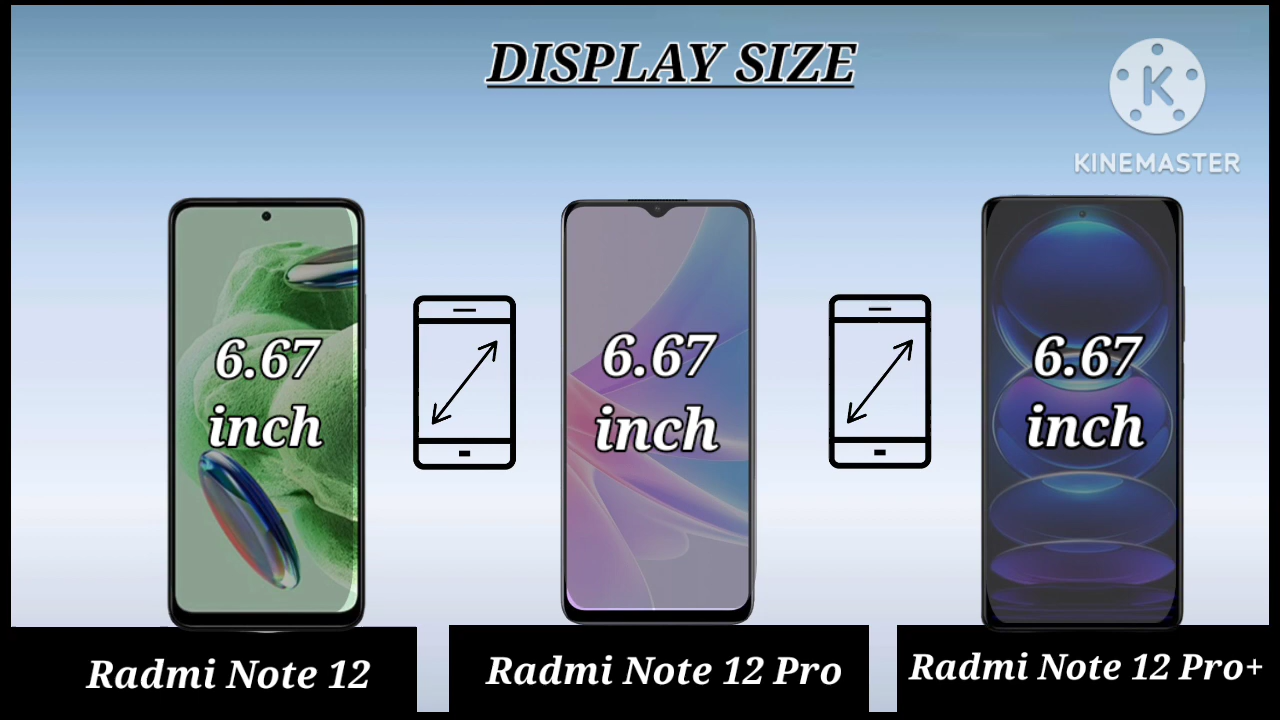 DISPLAY SIZE
K
KINEMASTER
6.67
inch
6.67
inch
6.67
inch
Radmi Note 12
Radmi Note 12 Pro
Radmi Note 12 Pro+